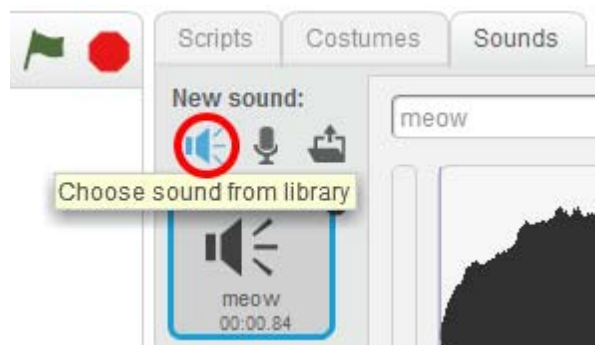 Scripts Costumes Sounds
New sound:
meow
Choose sound from library
meow
00:00.84